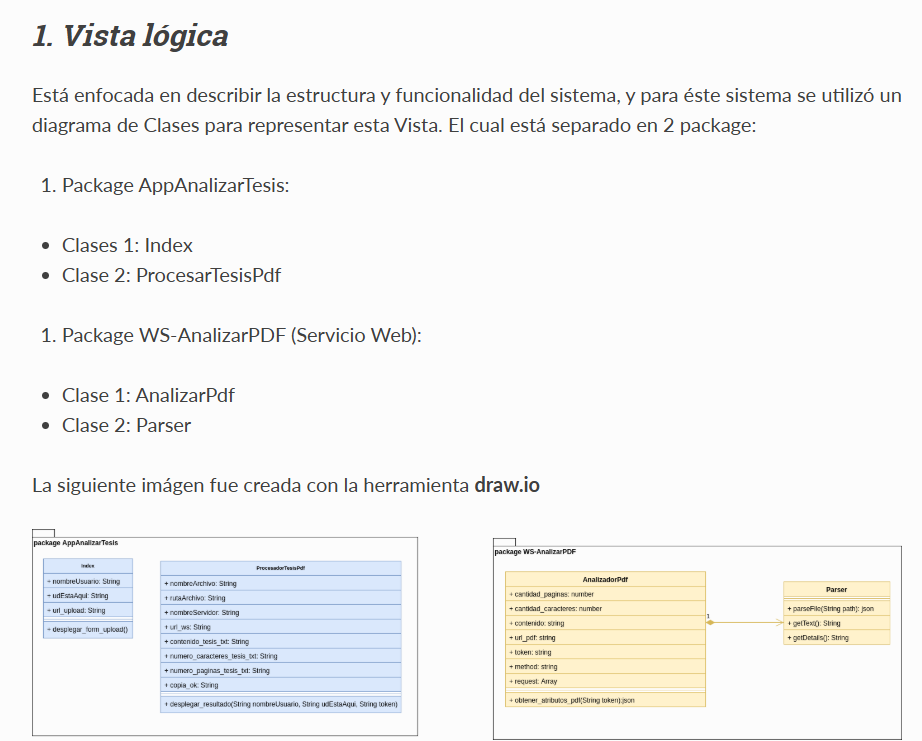 1. Vista lógica
Está enfocada en describir la estructura y funcionalidad del sistema, y para éste sistema se utilizó un
diagrama de Clases para representar esta Vista. El cual está separado en 2 package:
1. Package AppAnalizarTesis:
• Clases 1: Index
• Clase 2: ProcesarTesisPdf
1. Package WS-AnalizarPDF (Servicio Web):
• Clase 1: AnalizarPdf
• Clase 2: Parser
La siguiente imágen fue creada con la herramienta draw.io
package AppAnalizarTesis
Index
+ nombreUsuario: String
+ udEstaAqui: String
+ url_upload: String
+ desplegar_form_upload()
ProcesadorTesisPdf
+ nombreArchivo: String
+ rutaArchivo: String
+ nombreServidor: String
+ url_ws: String
+ contenido_tesis_txt: String
+ numero_caracteres_tesis_txt: String
+ numero_paginas_tesis_txt: String
+ copia_ok: String
+ desplegar_resultado(String nombreUsuario, String udEstaAqui, String token)
package WS-AnalizarPDF
AnalizadorPdf
+ cantidad_paginas: number
+ cantidad_caracteres: number
+ contenido: string
+ url_pdf: string
+ token: string
+ method: string
+ request: Array
+ obtener_atributos_pdf(String token):json
1
Parser
+ parseFile(String path): json
+ getText(): String
+ getDetails(): String